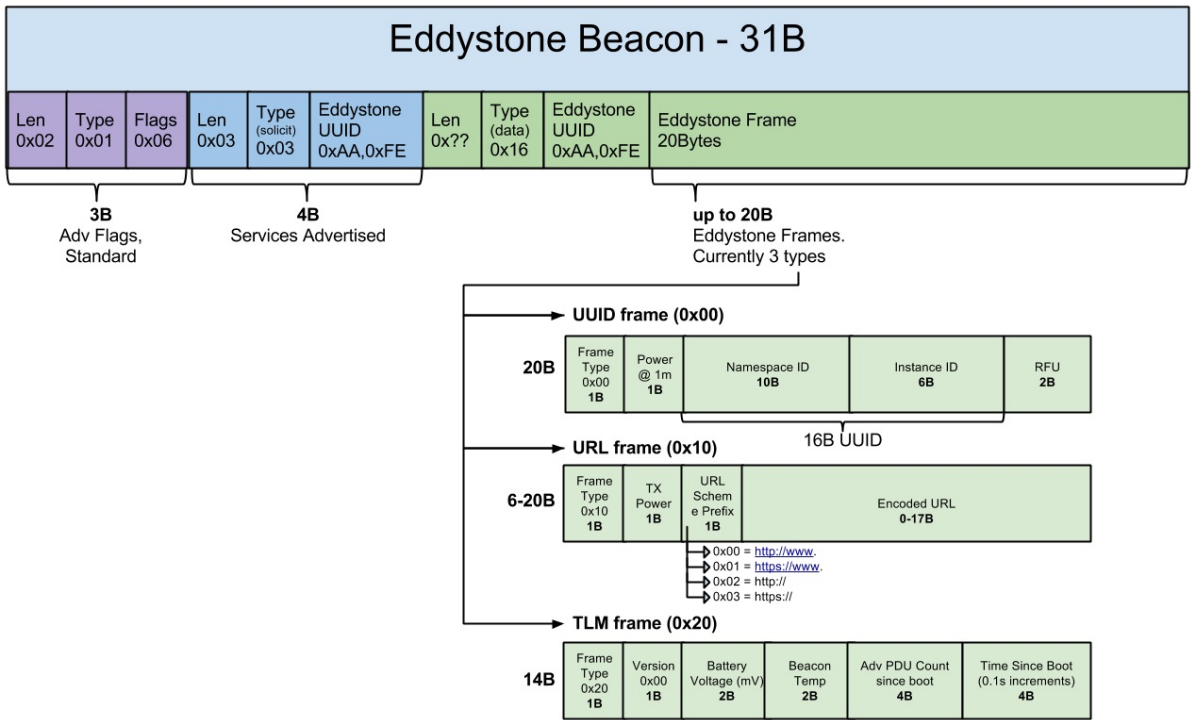 Eddystone Beacon - 31B
Len
0x02
Type
0x01
Flags
0x06
Len
0x03
Type
(solicit)
0x03
Eddystone
UUID
0xAA,0xFE
Len
0x??
Type
(data)
0x16
Eddystone
UUID
0xAA,0xFE
Eddystone Frame
20Bytes
3B
Adv Flags,
Standard
4B
Services Advertised
up to 20B
Eddystone Frames.
Currently 3 types
UUID frame (0x00)
20B
Frame
Type
0x00
1B
Power
@ 1m
1B
Namespace ID
10B
Instance ID
6B
RFU
2B
16B UUID
URL frame (0x10)
6-20B
Frame
Type
0x10
1B
TX
Power
1B
URL
Schem
e Prefix
1B
Encoded URL
0-17B
0x00 = http://www.
0x01 = https://www.
0x02 = http://
0x03 = https://
TLM frame (0x20)
14B
Frame
Type
0x20
1B
Version
0x00
1B
Battery
Voltage (mV)
2B
Beacon
Temp
2B
Adv PDU Count
since boot
4B
Time Since Boot
(0.1s increments)
4B